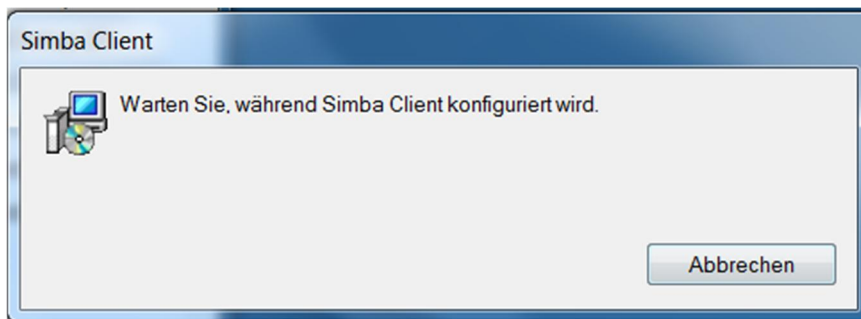 Simba Client
Warten Sie, während Simba Client konfiguriert wird.
Abbrechen